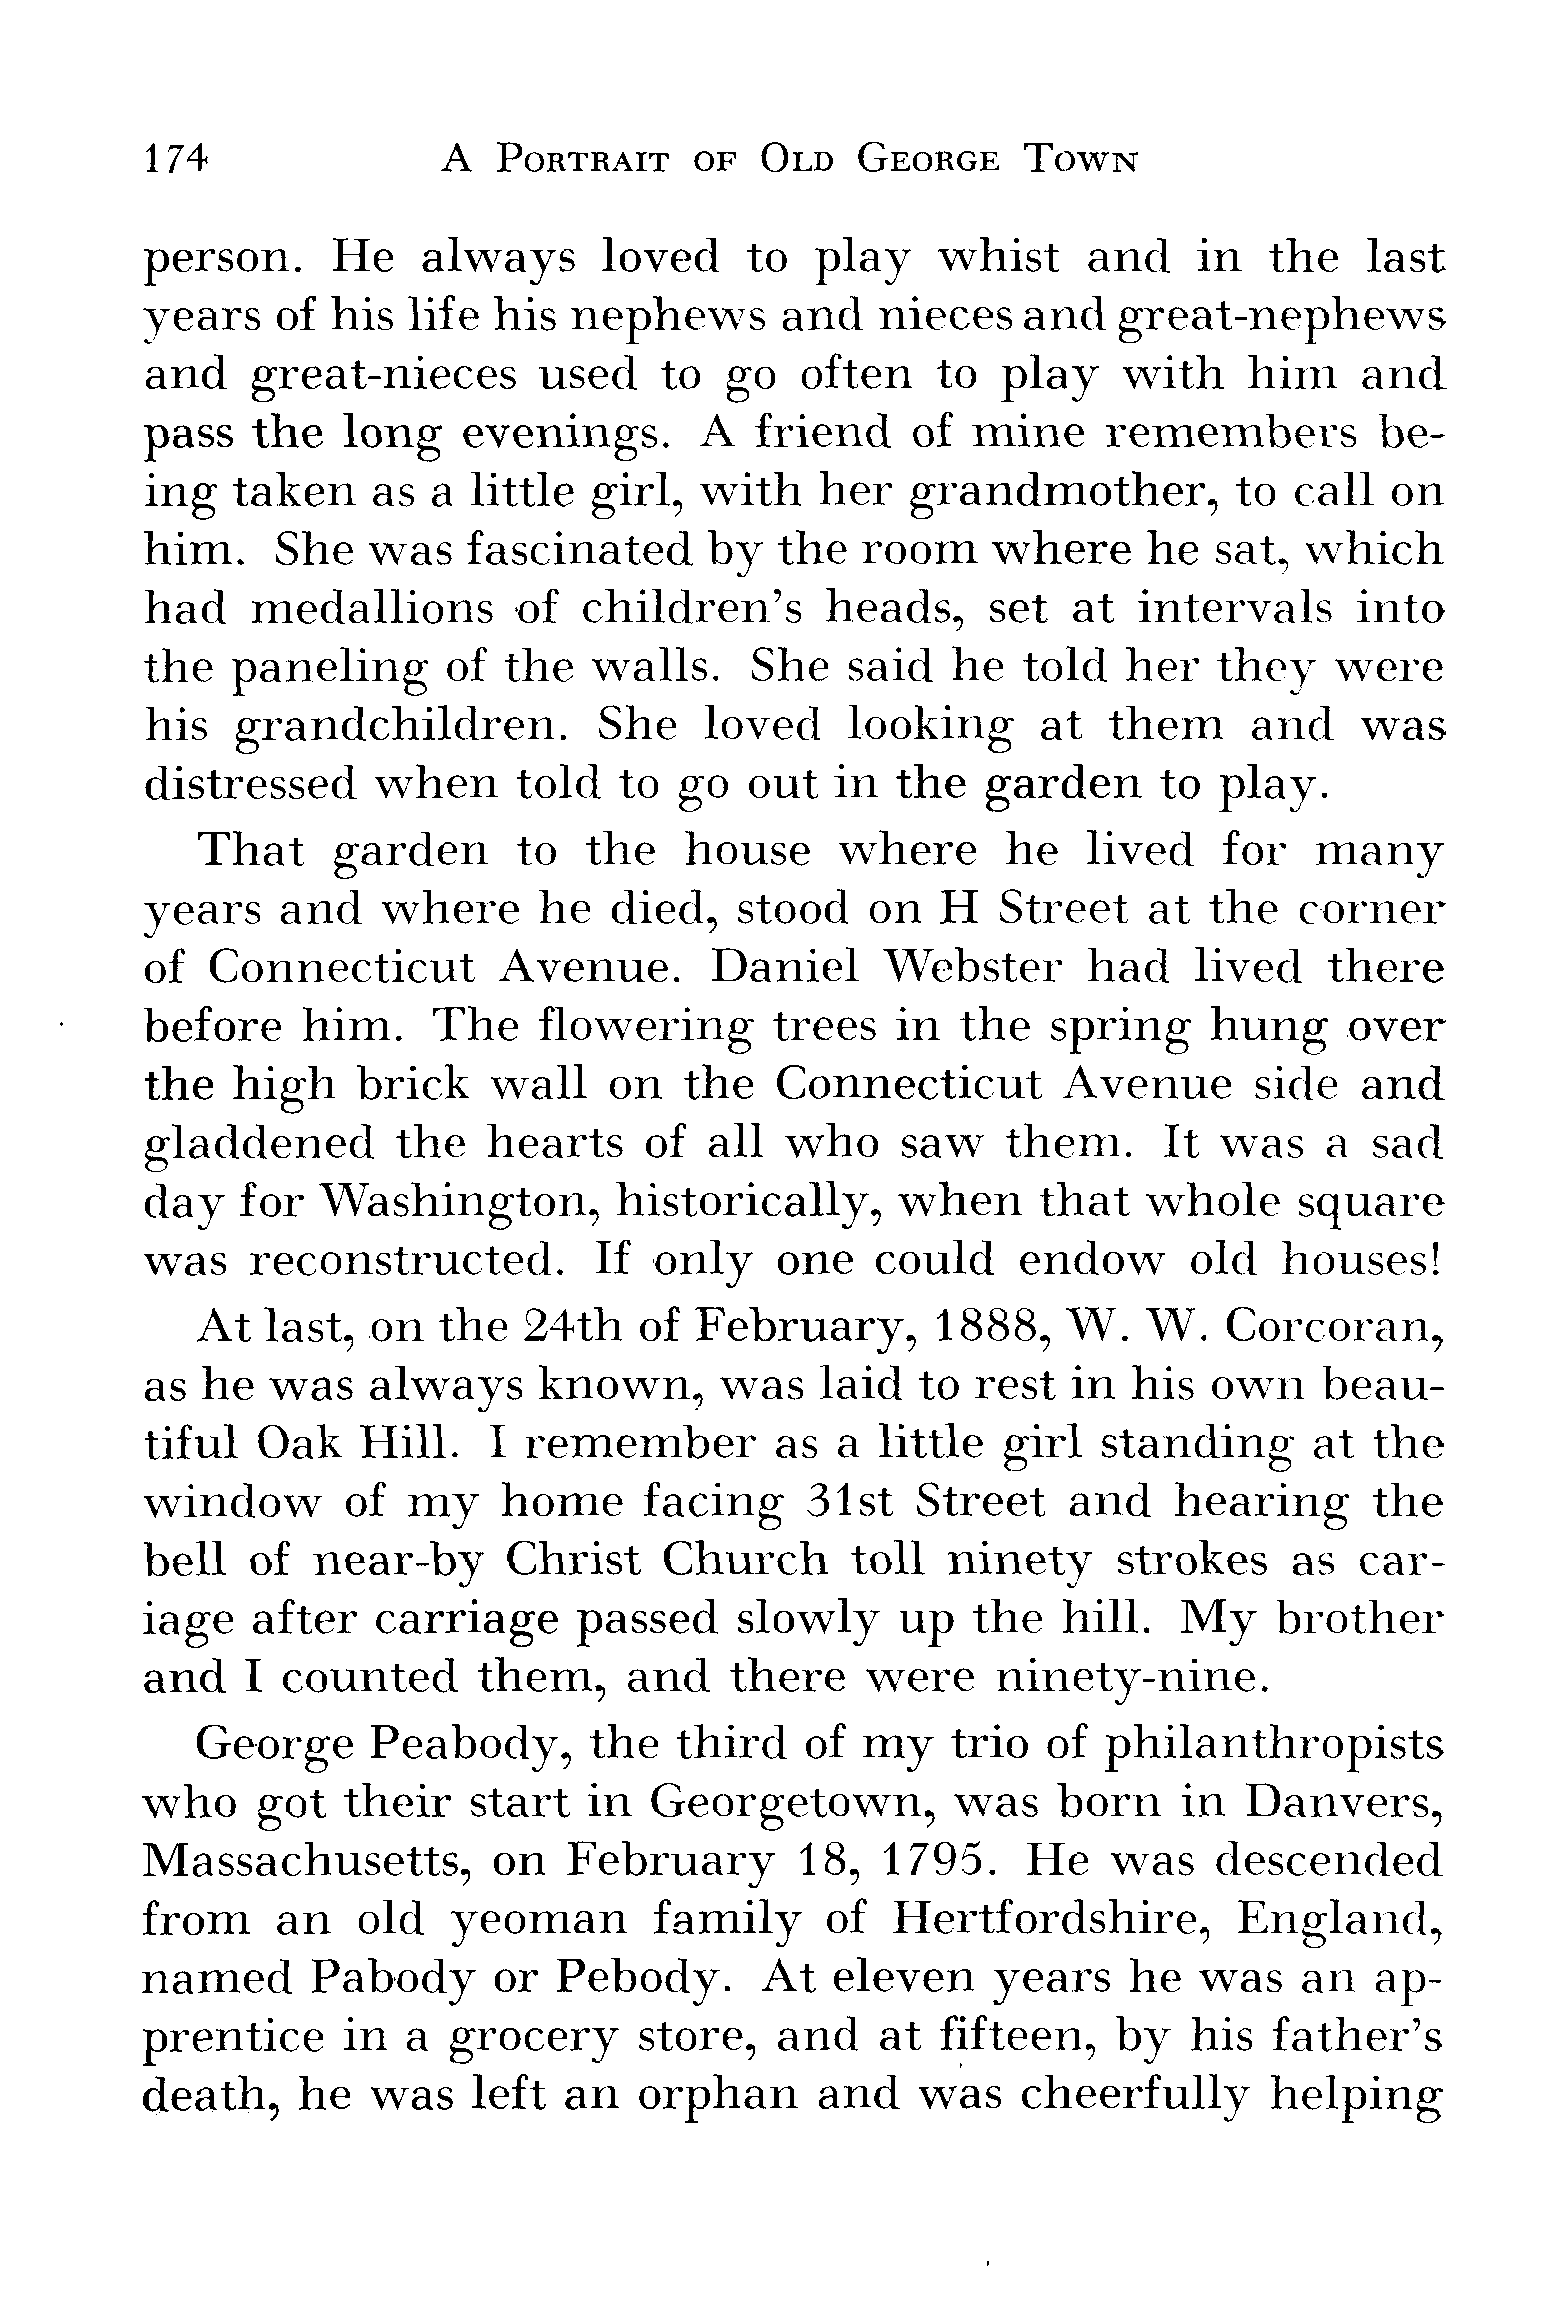 174 A Portrait of Old George Town
person. He always loved to play whist and in the last
years of his life his nephews and nieces and great-nephews
and great-nieces used to go often to play with him and
pass the long evenings. A friend of mine remembers be-
ing taken as a little girl, with her grandmother, to call on
him. She was fascinated by the room where he sat, which
had medallions of children's heads, set at intervals into
the paneling of the walls. She said he told her they were
his grandchildren. She loved looking at them and was
distressed when told to go out in the garden to play.
That garden to the house where he lived for many
years and where he died, stood on H Street at the corner
of Connecticut Avenue. Daniel Webster had lived there
before him. The flowering trees in the spring hung over
the high brick wall on the Connecticut Avenue side and
gladdened the hearts of all who saw them. It was a sad
day for Washington, historically, when that whole square
was reconstructed. If only one could endow old houses!
At last, on the 24th of February, 1888, W. W. Corcoran,
as he was always known, was laid to rest in his own beau-
tiful Oak Hill. I remember as a little girl standing at the
window of my home facing 31st Street and hearing the
bell of near-by Christ Church toll ninety strokes as car-
iage after carriage passed slowly up the hill. My brother
and I counted them, and there were ninety-nine.
George Peabody, the third of my trio of philanthropists
who got their start in Georgetown, was born in Danvers,
Massachusetts, on February 18, 1795. He was descended
from an old yeoman family of Hertfordshire, England,
named Pabody or Pebody. At eleven years he was an ap-
prentice in a grocery store, and at fifteen, by his father's
death, he was left an orphan and was cheerfully helping